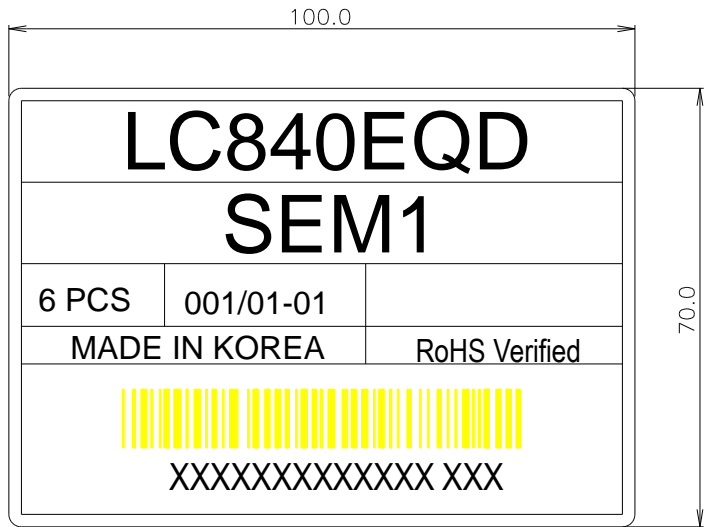 100.0
LC840EQD
SEM1
6 PCS 001/01-01
MADE IN KOREA RoHS Verified
XXXXXXXXXXXXX XXX
70.0